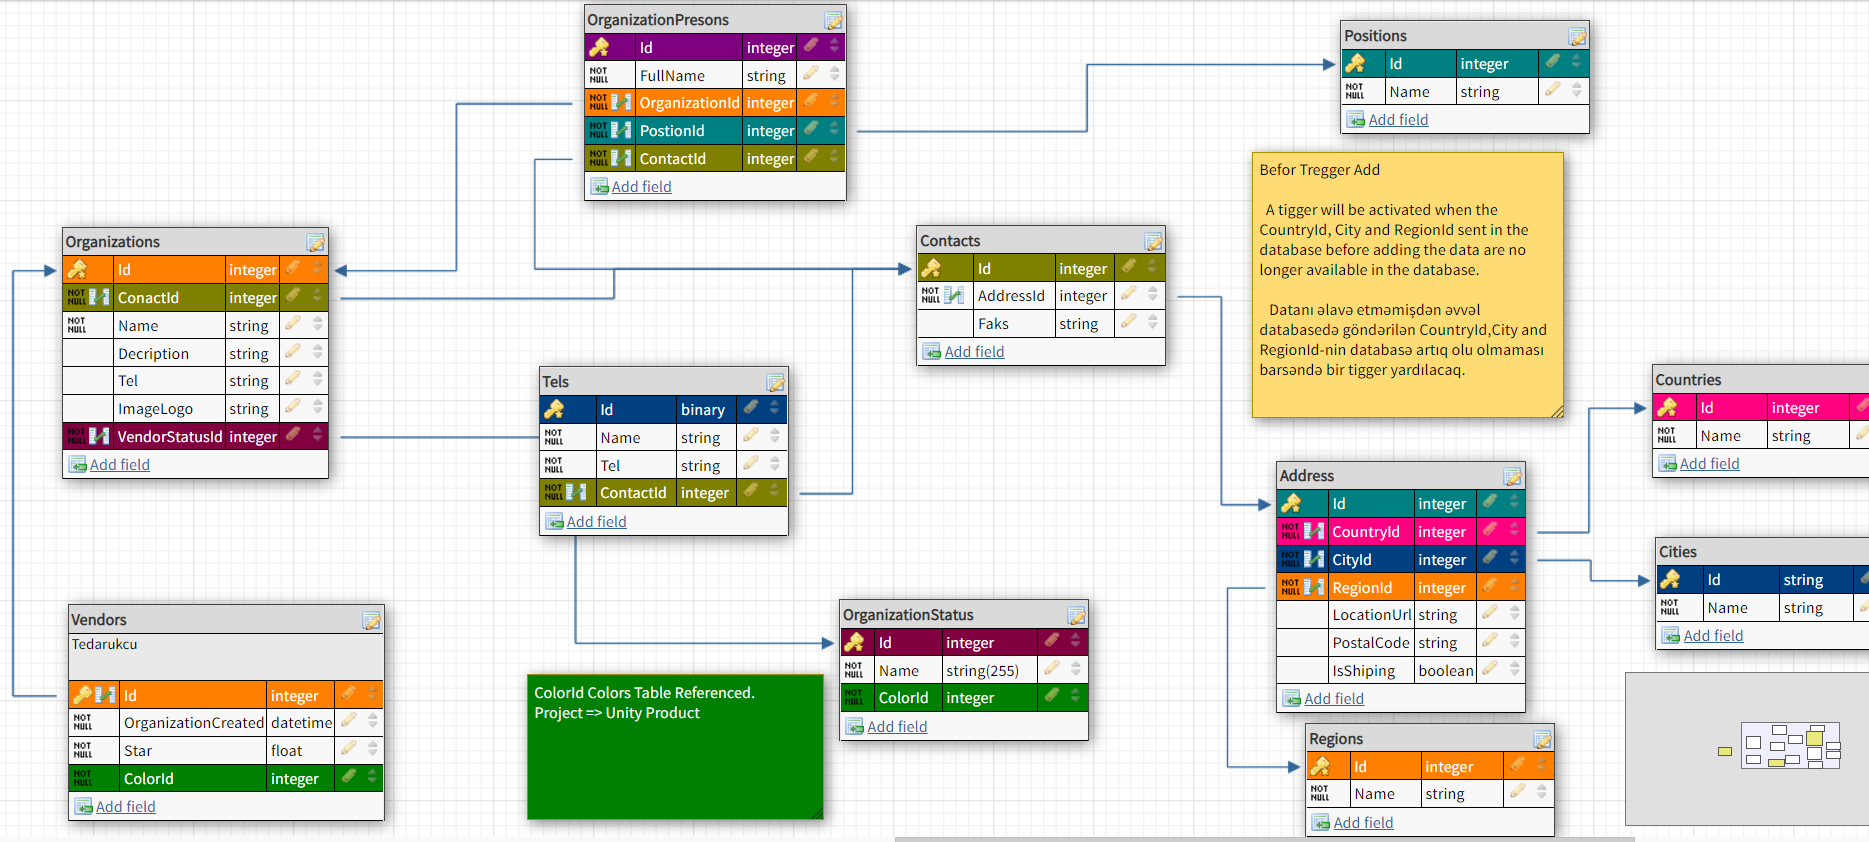 OrganizationPresons
Id integer
NOT NULL FullName string
NOT NULL OrganizationId integer
NOT NULL PostionId integer
NOT NULL ContactId integer
Add field
Positions
Id integer
NOT NULL Name string
Add field
Befor Tregger Add
A tigger will be activated when the
CountryId, City and RegionId sent in the
database before adding the data are no
longer available in the database.
Datanı əlavə etməmişdən əvvəl
databasedə göndərilən CountryId,City and
RegionId-nin databasə artıq olu olmaması
barsəndə bir tigger yardılacaq.
Organizations
Id integer
NOT NULL ConactId integer
NOT NULL Name string
Decription string
Tel string
ImageLogo string
NOT NULL VendorStatusId integer
Add field
Contacts
Id integer
NOT NULL AddressId integer
Faks string
Add field
Tels
Id binary
NOT NULL Name string
NOT NULL Tel string
NOT NULL ContactId integer
Add field
Countries
Id integer
NOT NULL Name string
Add field
Address
Id integer
NOT NULL CountryId integer
NOT NULL CityId integer
NOT NULL RegionId integer
LocationUrl string
PostalCode string
IsShiping boolean
Add field
Cities
Id string
NOT NULL Name string
Add field
Vendors
Tedarukcu
Id integer
NOT NULL OrganizationCreated datetime
NOT NULL Star float
NOT NULL ColorId integer
Add field
OrganizationStatus
Id integer
NOT NULL Name string(255)
NOT NULL ColorId integer
Add field
ColorId Colors Table Referenced.
Project => Unity Product
Regions
Id integer
NOT NULL Name string
Add field